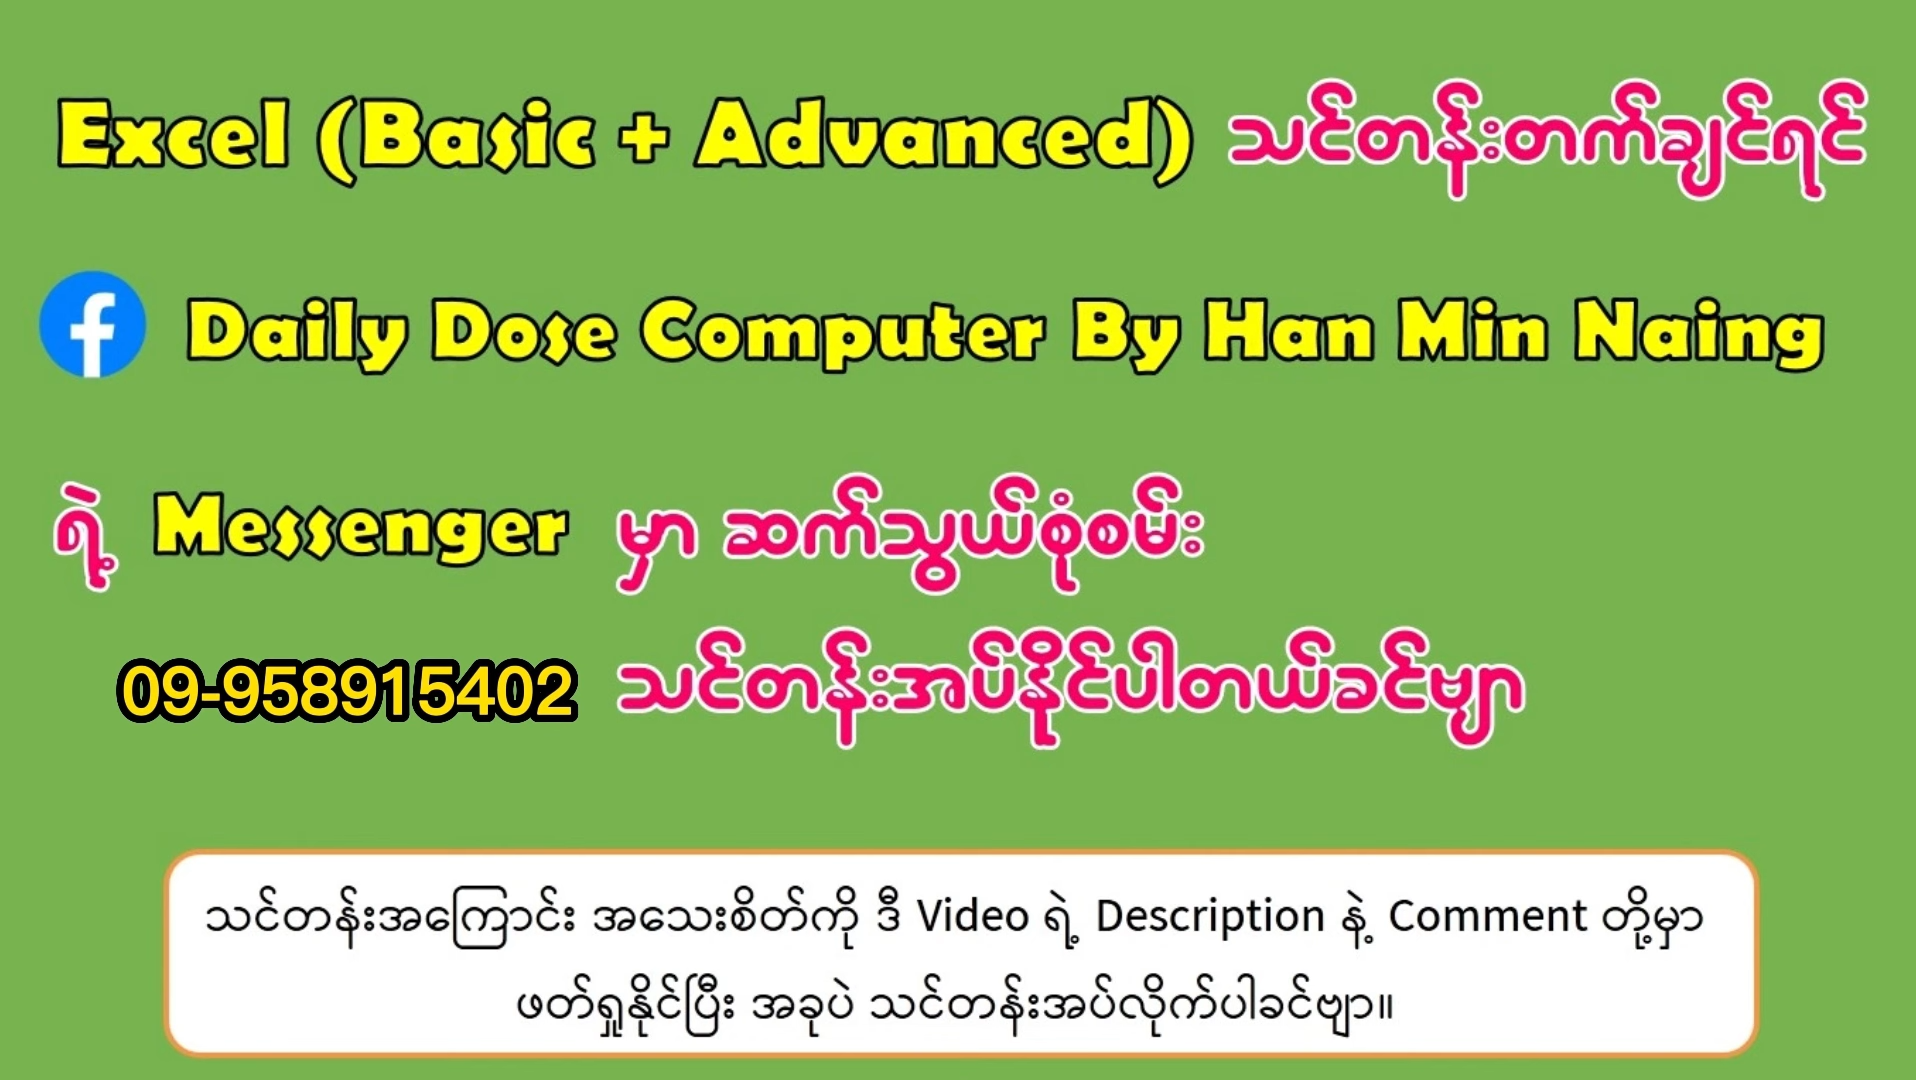 Excel (Basic + Advanced) သင်တန်းတက်ချင်ရင်
Daily Dose Computer By Han Min Naing
ရဲ့ Messenger မှာ ဆက်သွယ်စုံစမ်း
09-958915402 သင်တန်းအပ်နိုင်ပါတယ်ခင်ဗျာ
သင်တန်းအကြောင်း အသေးစိတ်ကို ဒီ Video ရဲ့ Description နဲ့ Comment တို့မှာ
ဖတ်ရှုနိုင်ပြီး အခုပဲ သင်တန်းအပ်လိုက်ပါခင်ဗျာ။